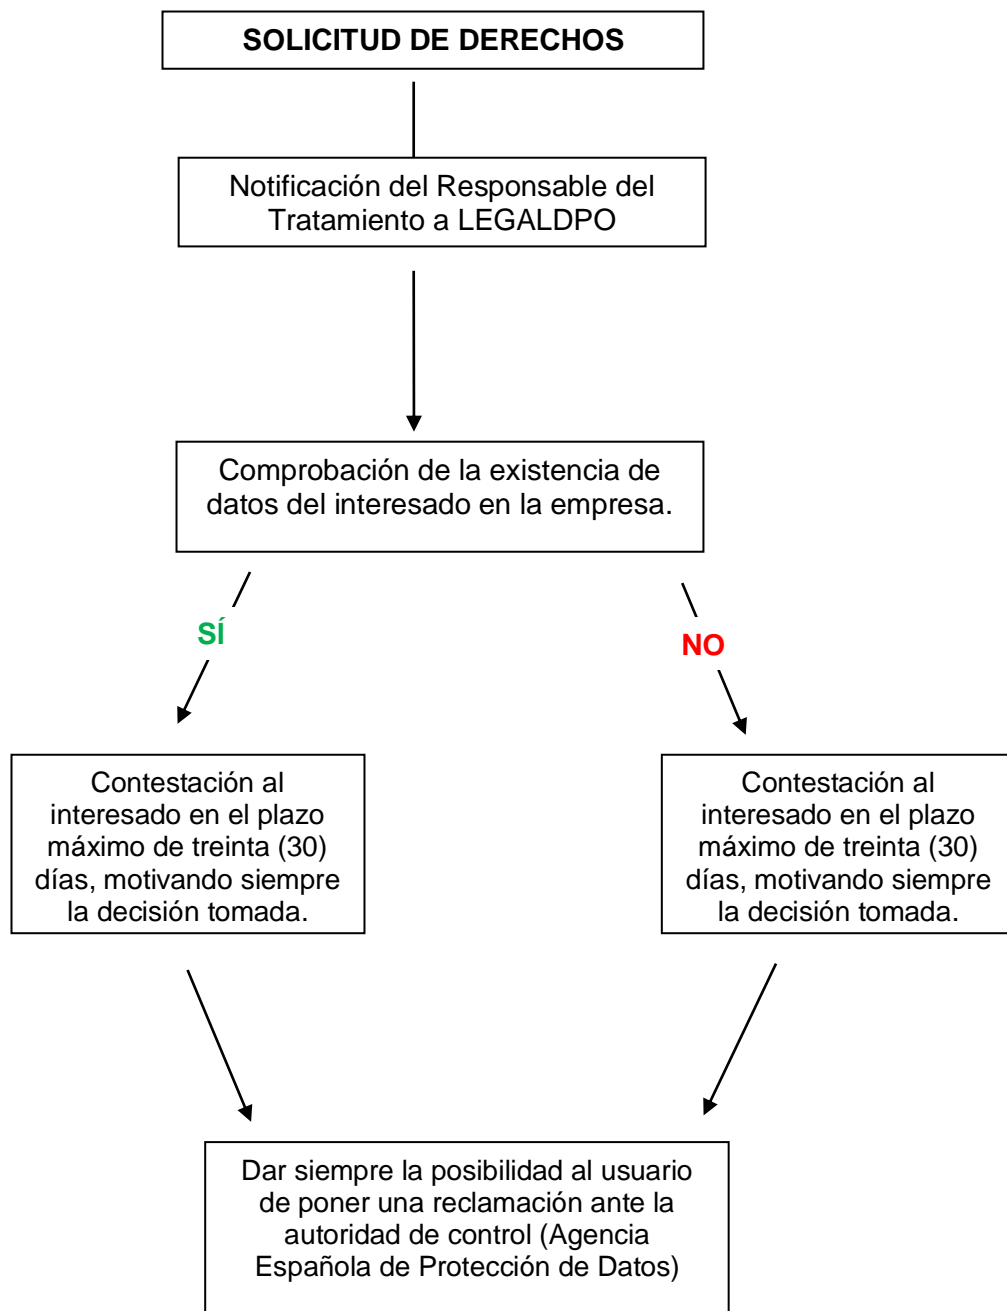 SOLICITUD DE DERECHOS
Notificación del Responsable del
Tratamiento a LEGALDPO
Comprobación de la existencia de
datos del interesado en la empresa.
SÍ
NO
Contestación al
interesado en el plazo
máximo de treinta (30)
días, motivando siempre
la decisión tomada.
Contestación al
interesado en el plazo
máximo de treinta (30)
días, motivando siempre
la decisión tomada.
Dar siempre la posibilidad al usuario
de poner una reclamación ante la
autoridad de control (Agencia
Española de Protección de Datos)